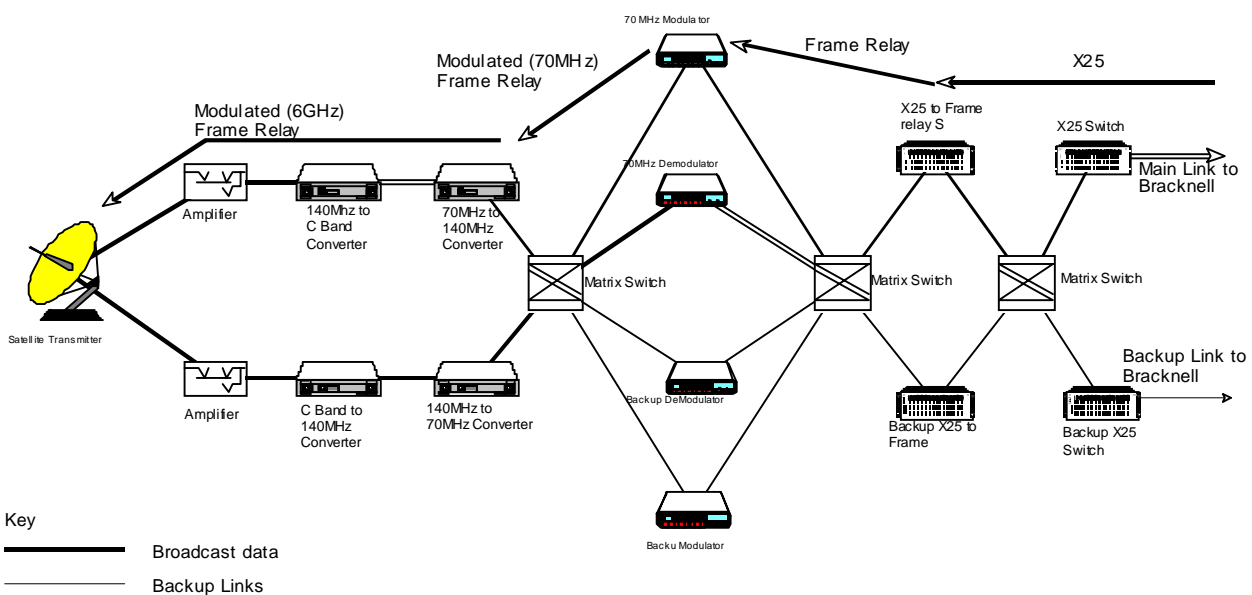 70 MHz Modulator
Frame Relay
X25
Modulated (70MHz)
Frame Relay
Modulated (6GHz)
Frame Relay
X25 to Frame
relay S
X25 Switch
Main Link to
Bracknell
70MHz Demodulator
Amplifier
140Mhz to
C Band
Converter
70MHz to
140MHz
Converter
Matrix Switch
Matrix Switch
Matrix Switch
Satellite Transmitter
Backup Link to
Bracknell
Amplifier
C Band to
140MHz
Converter
140MHz to
70MHz Converter
Backup DeModulator
Backup X25 to
Frame
Backup X25
Switch
Backu Modulator
Key
Broadcast data
Backup Links